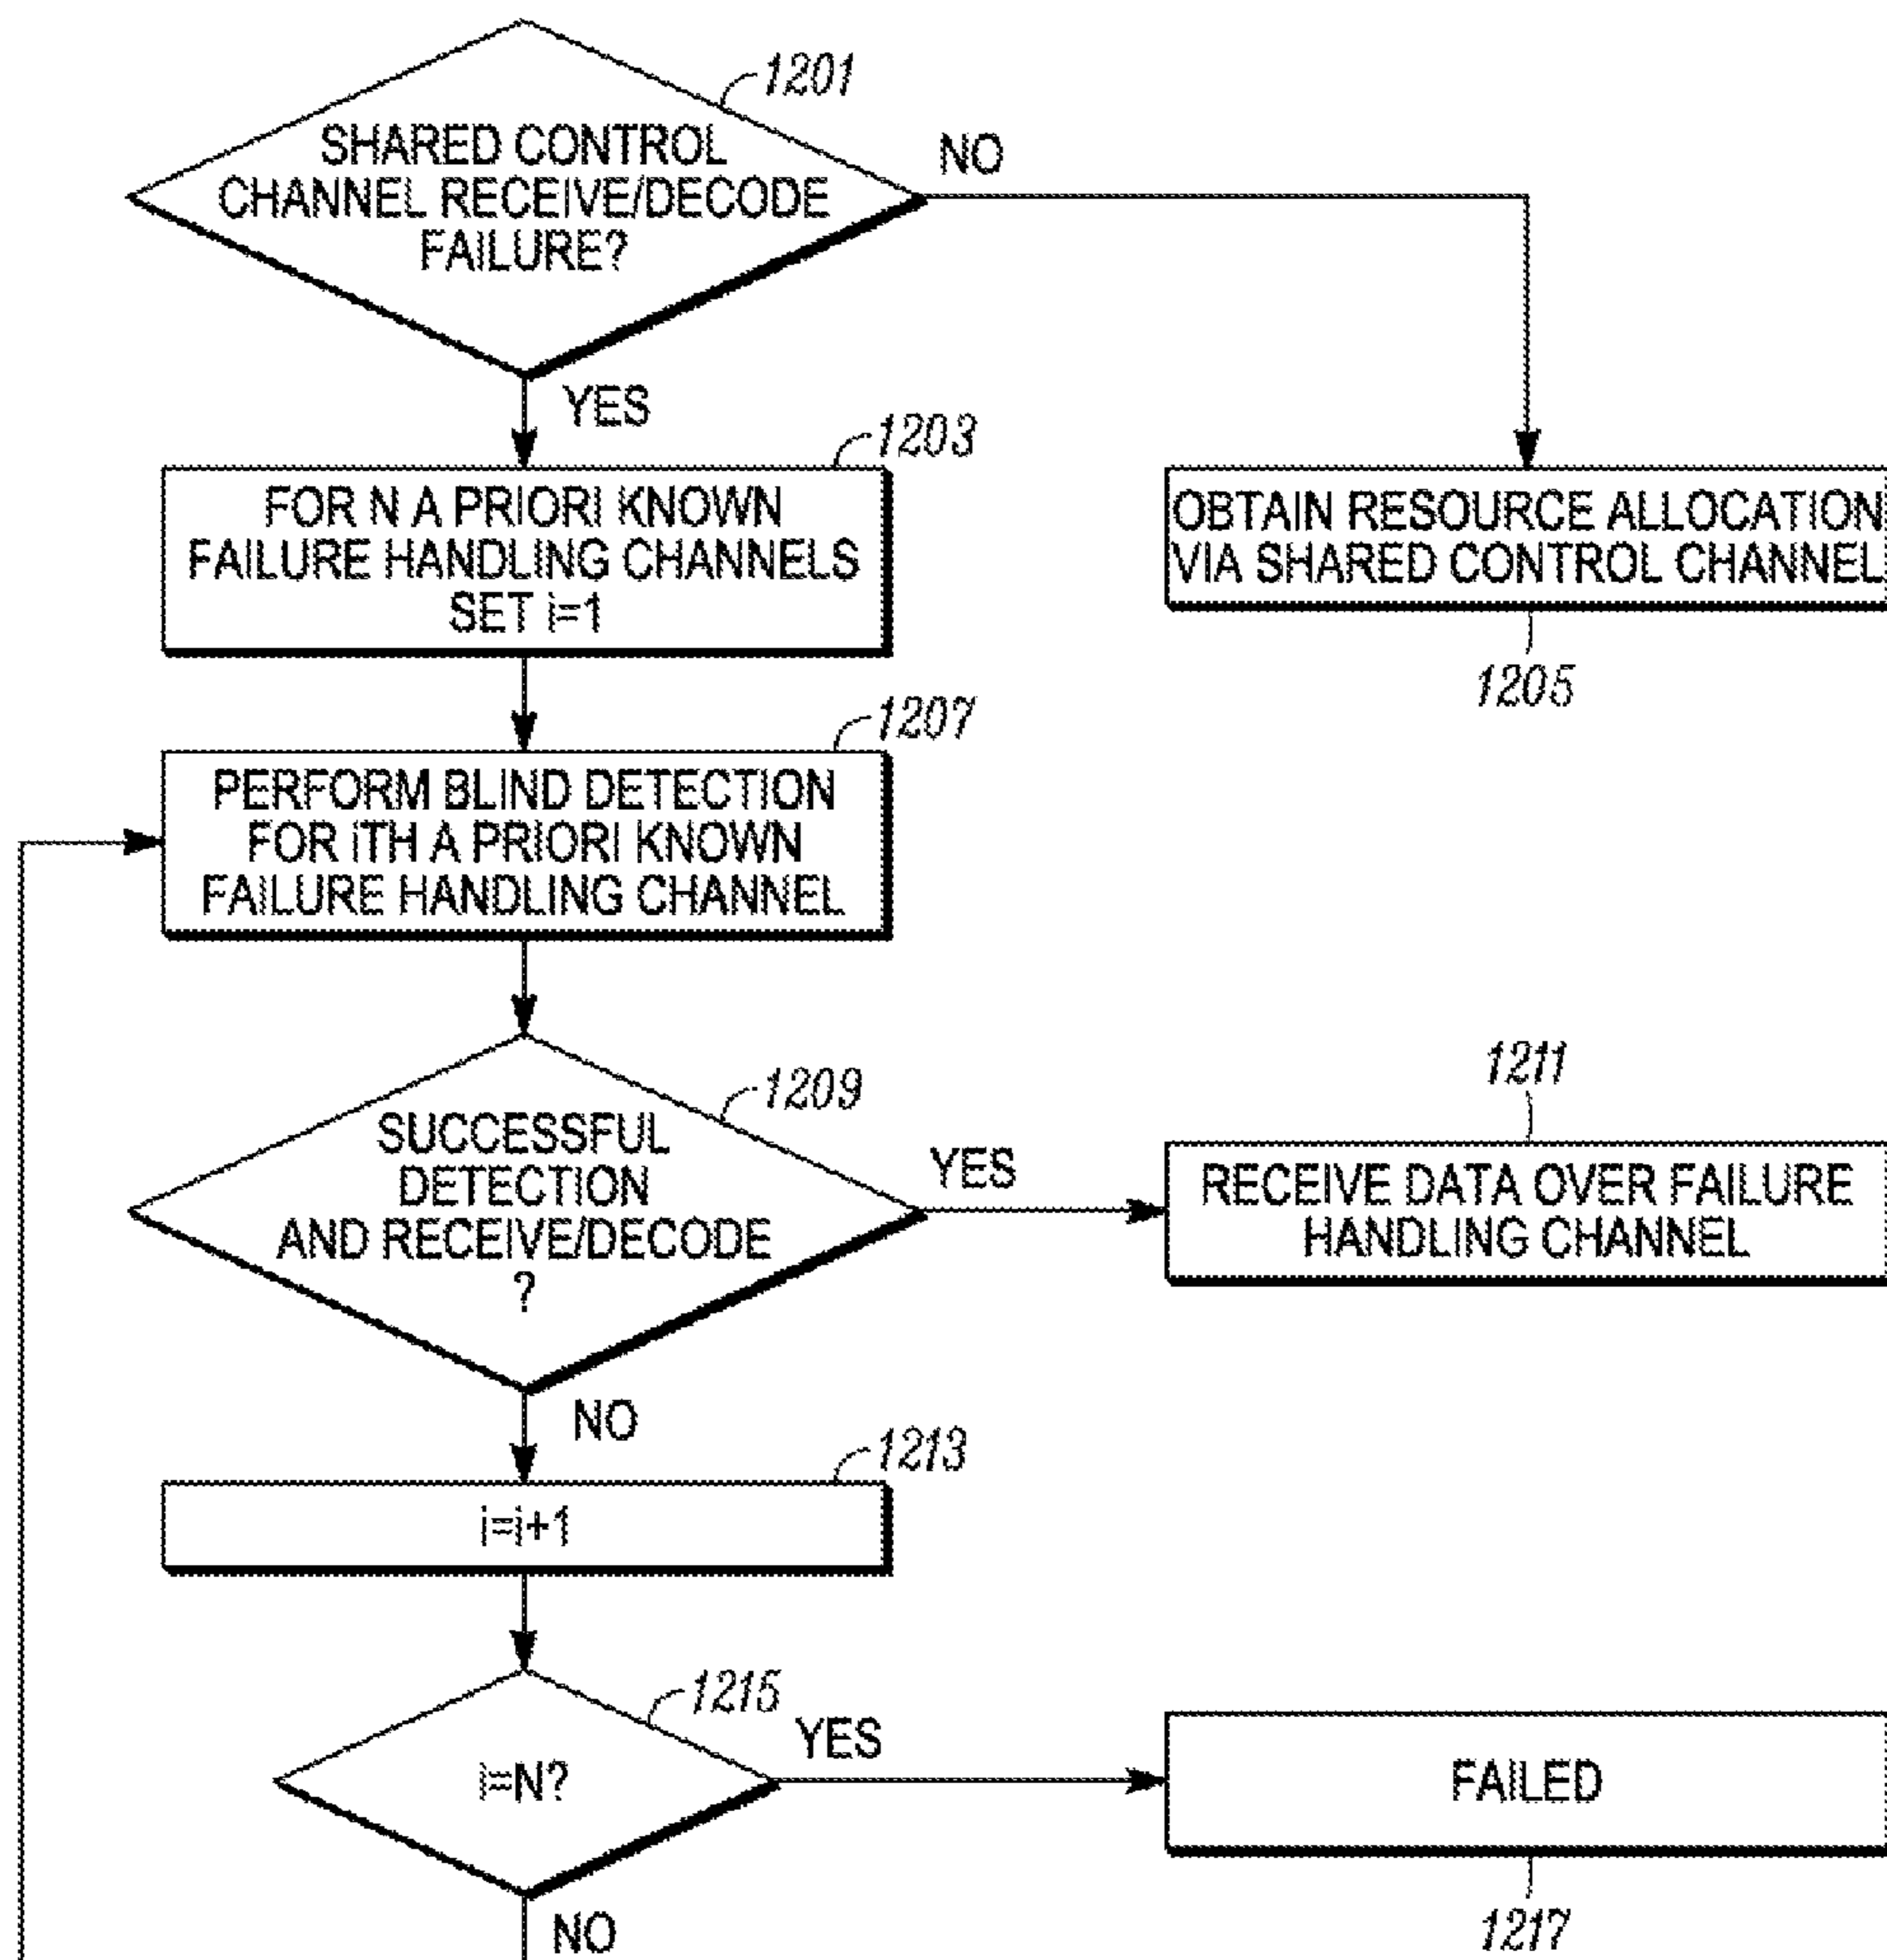 1201
SHARED CONTROL
CHANNEL RECEIVE/DECODE
FAILURE?
NO
YES
1203
FOR N A PRIORI KNOWN
FAILURE HANDLING CHANNELS
SET i=1
OBTAIN RESOURCE ALLOCATION
VIA SHARED CONTROL CHANNEL
1205
1207
PERFORM BLIND DETECTION
FOR iTH A PRIORI KNOWN
FAILURE HANDLING CHANNEL
1209
SUCCESSFUL
DETECTION
AND RECEIVE/DECODE
?
YES
1211
RECEIVE DATA OVER FAILURE
HANDLING CHANNEL
NO
1213
i=i+1
1215
i=N?
YES
FAILED
1217
NO